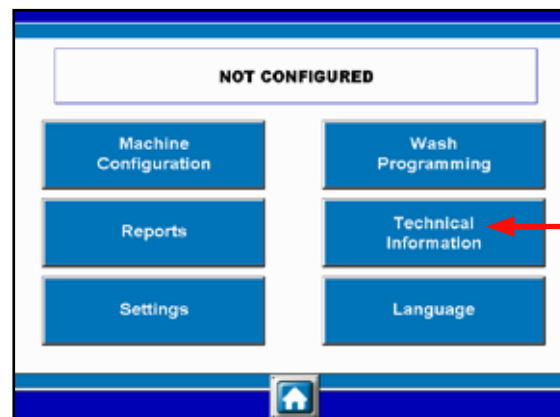 NOT CONFIGURED
Machine
Configuration
Wash
Programming
Reports
Technical
Information
Settings
Language